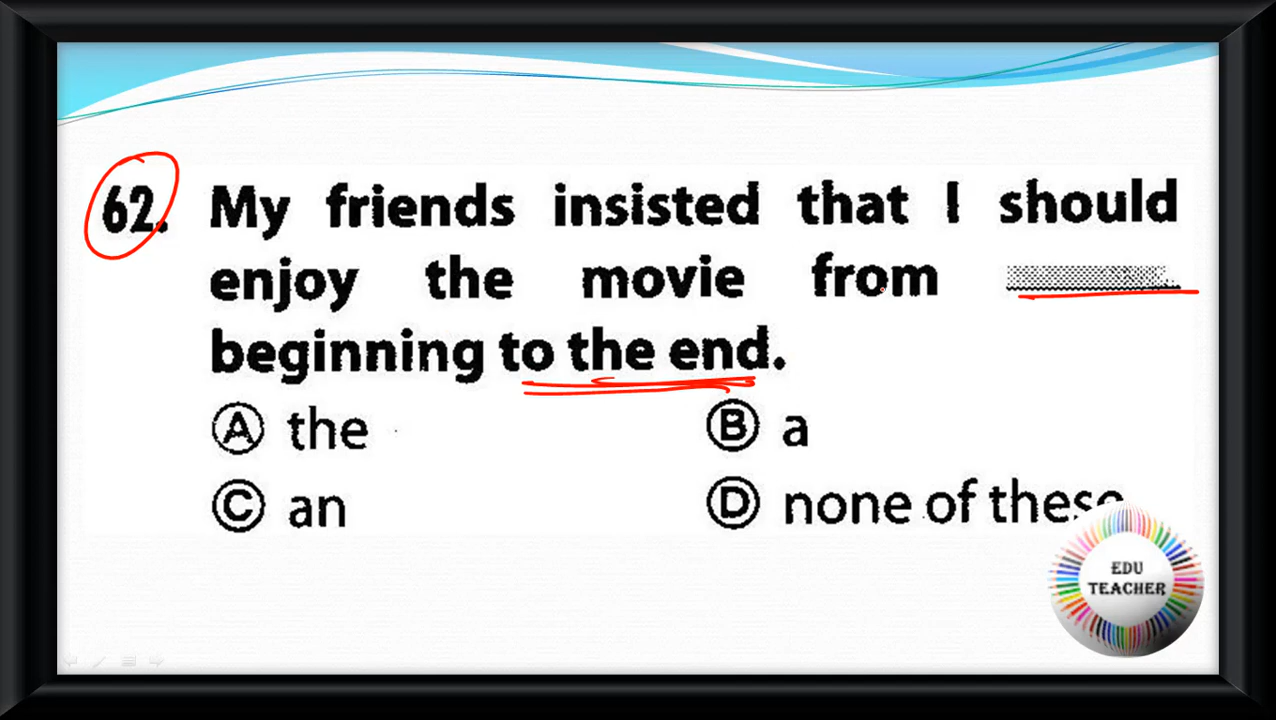 62. My friends insisted that I should
enjoy the movie from
beginning to the end.
A the
B a
C an
D none of these
EDU
TEACHER